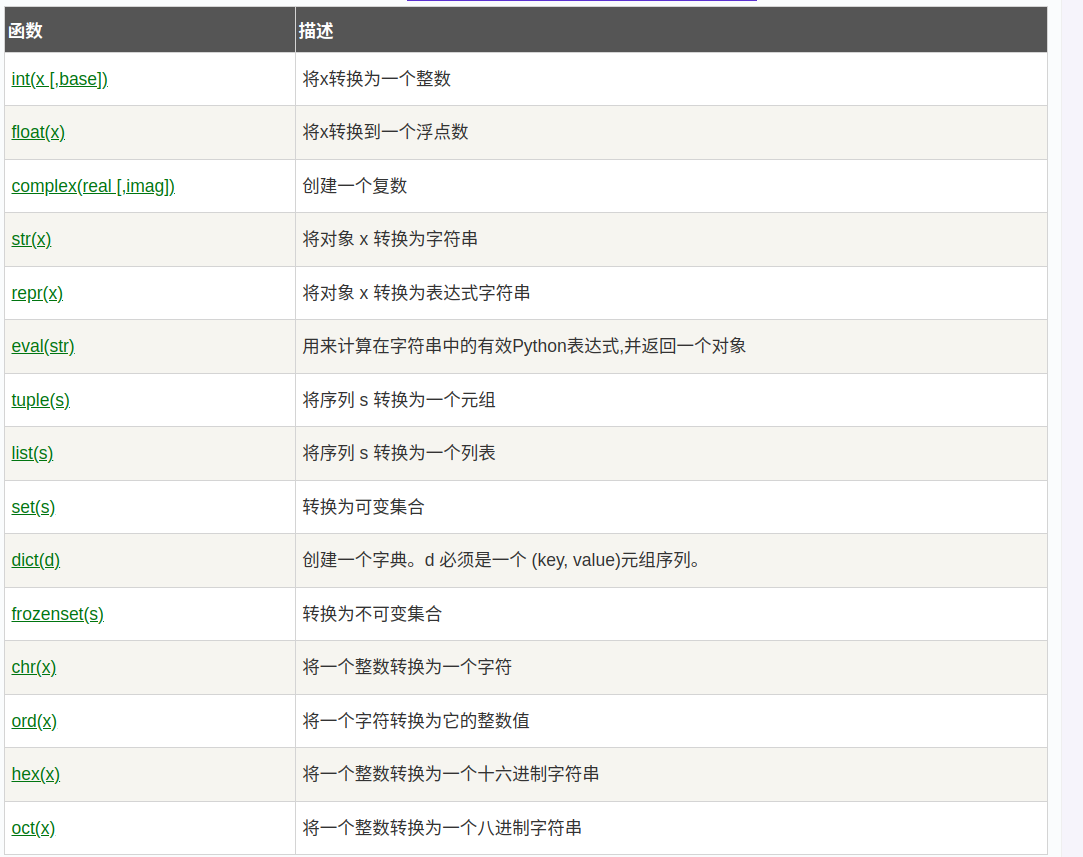 函数 描述
int(x [,base]) 将x转换为一个整数
float(x) 将x转换到一个浮点数
complex(real [,imag]) 创建一个复数
str(x) 将对象 x 转换为字符串
repr(x) 将对象 x 转换为表达式字符串
eval(str) 用来计算在字符串中的有效Python表达式,并返回一个对象
tuple(s) 将序列 s 转换为一个元组
list(s) 将序列 s 转换为一个列表
set(s) 转换为可变集合
dict(d) 创建一个字典。d 必须是一个 (key, value)元组序列。
frozenset(s) 转换为不可变集合
chr(x) 将一个整数转换为一个字符
ord(x) 将一个字符转换为它的整数值
hex(x) 将一个整数转换为一个十六进制字符串
oct(x) 将一个整数转换为一个八进制字符串